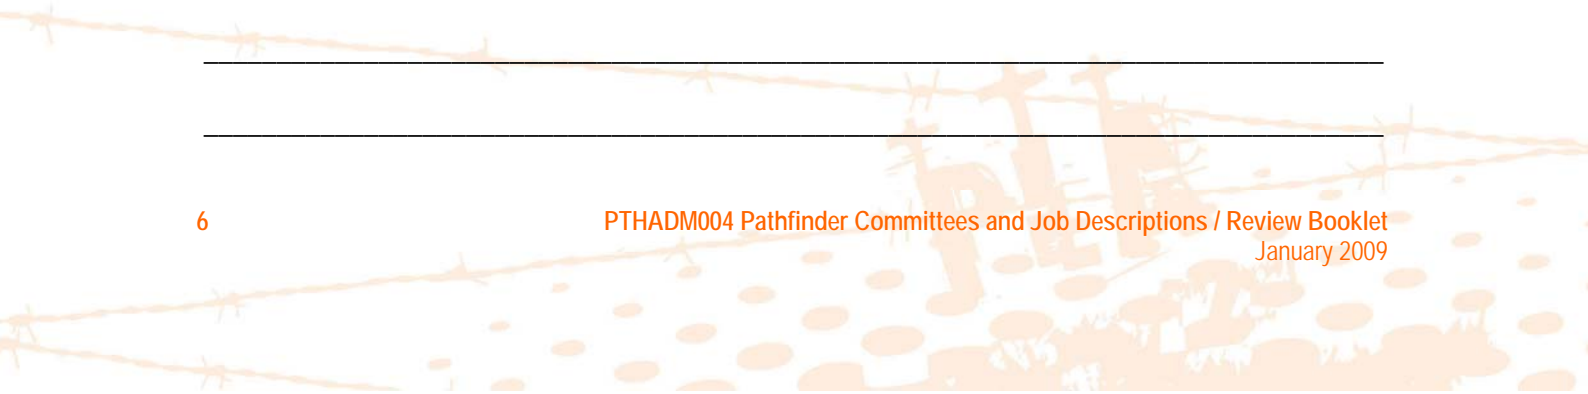 6
PTHADM004 Pathfinder Committees and Job Descriptions / Review Booklet
January 2009